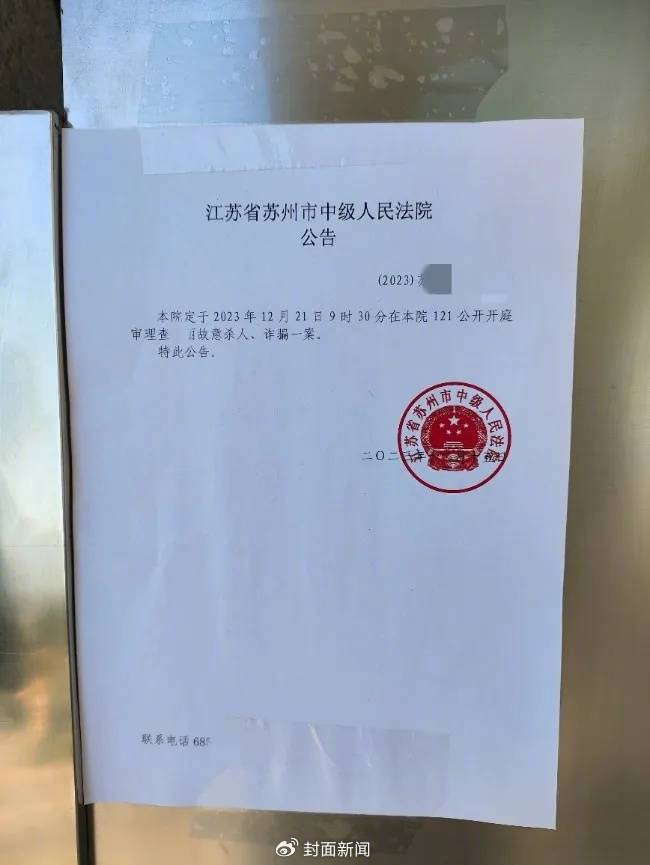 江苏省苏州市中级人民法院
公告
(2023)
本院定于2023年12月21日9时30分在本院121公开开庭
审理查 故意杀人、诈骗一案。
特此公告。
江苏省苏州市中级人民法院
二〇二
联系电话685
封面新闻